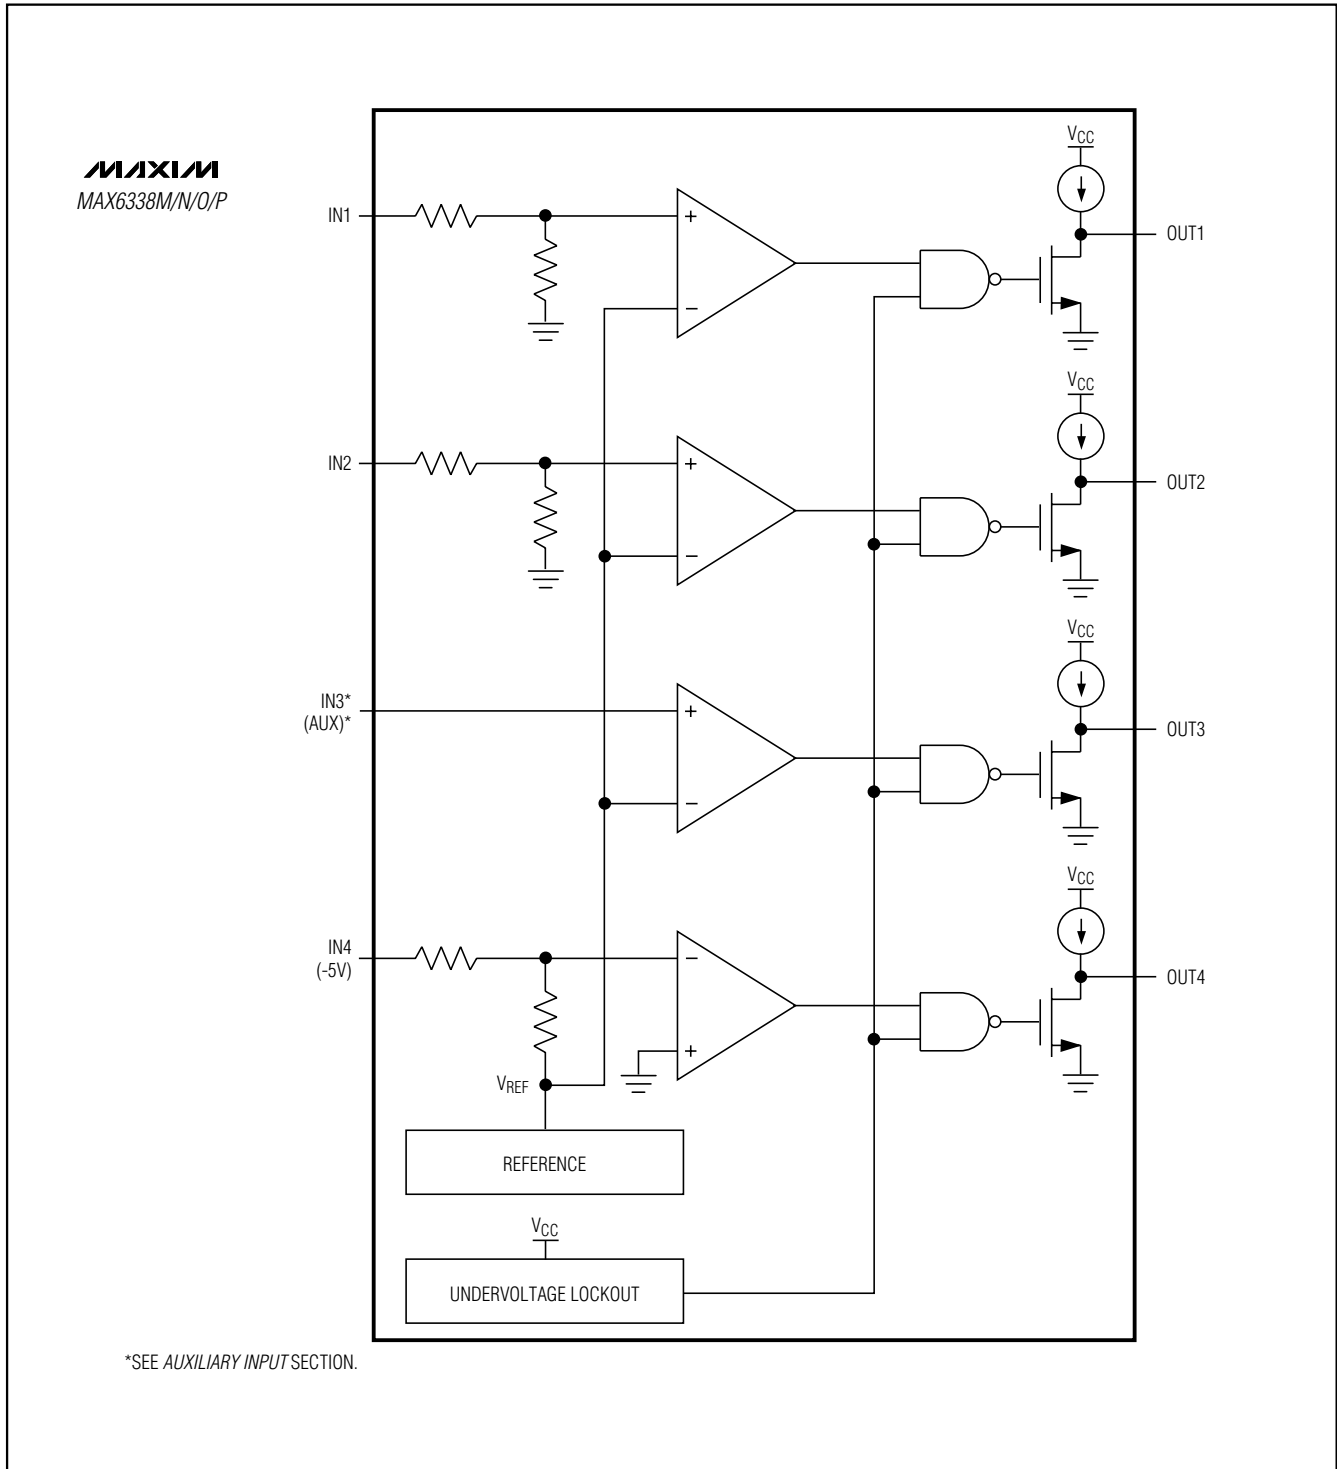 MAXIM
MAX6338M/N/O/P
VCC
IN1
+
−
OUT1
VCC
IN2
+
−
OUT2
VCC
IN3*
(AUX)*
+
−
OUT3
VCC
IN4
(-5V)
−
+
OUT4
VREF
REFERENCE
VCC
UNDERVOLTAGE LOCKOUT
*SEE AUXILIARY INPUT SECTION.